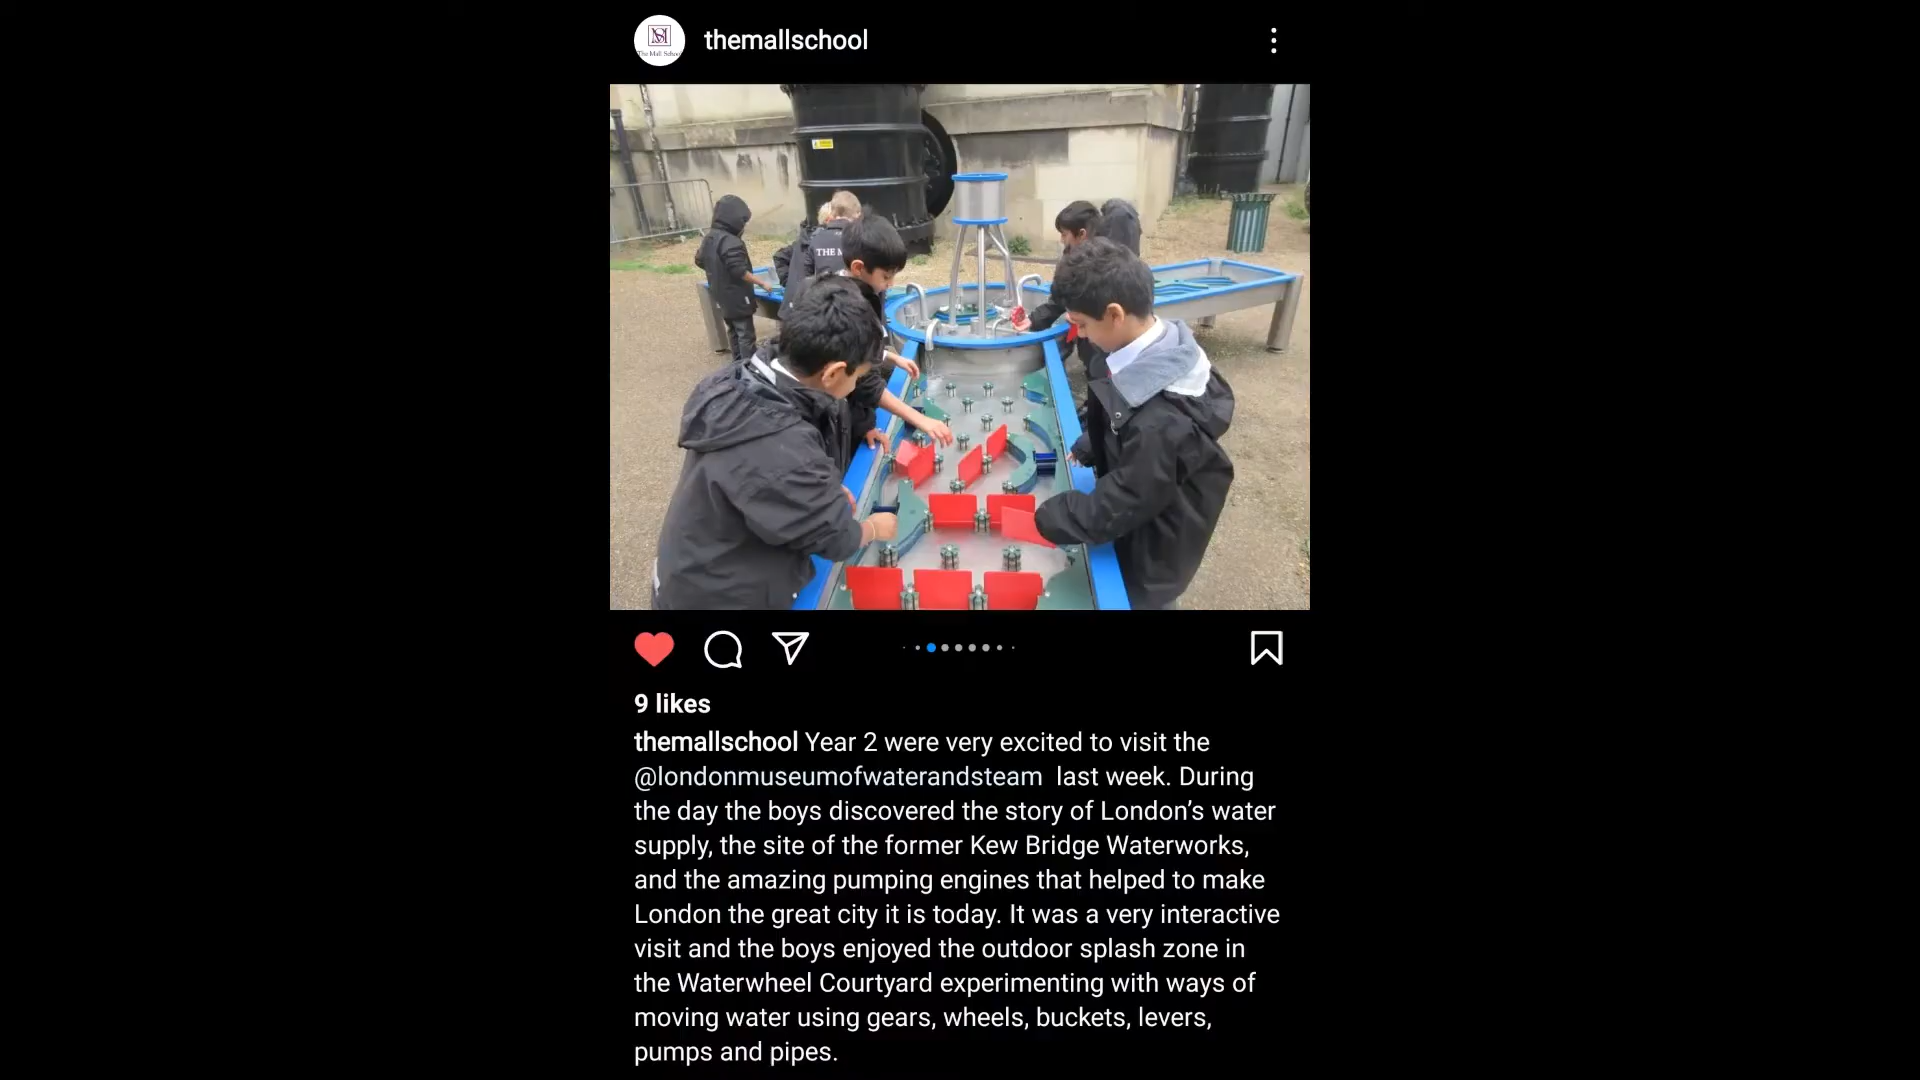 The Mall School
themallschool
THE M
9 likes
themallschool Year 2 were very excited to visit the
@londonmuseumofwaterandsteam last week. During
the day the boys discovered the story of London’s water
supply, the site of the former Kew Bridge Waterworks,
and the amazing pumping engines that helped to make
London the great city it is today. It was a very interactive
visit and the boys enjoyed the outdoor splash zone in
the Waterwheel Courtyard experimenting with ways of
moving water using gears, wheels, buckets, levers,
pumps and pipes.